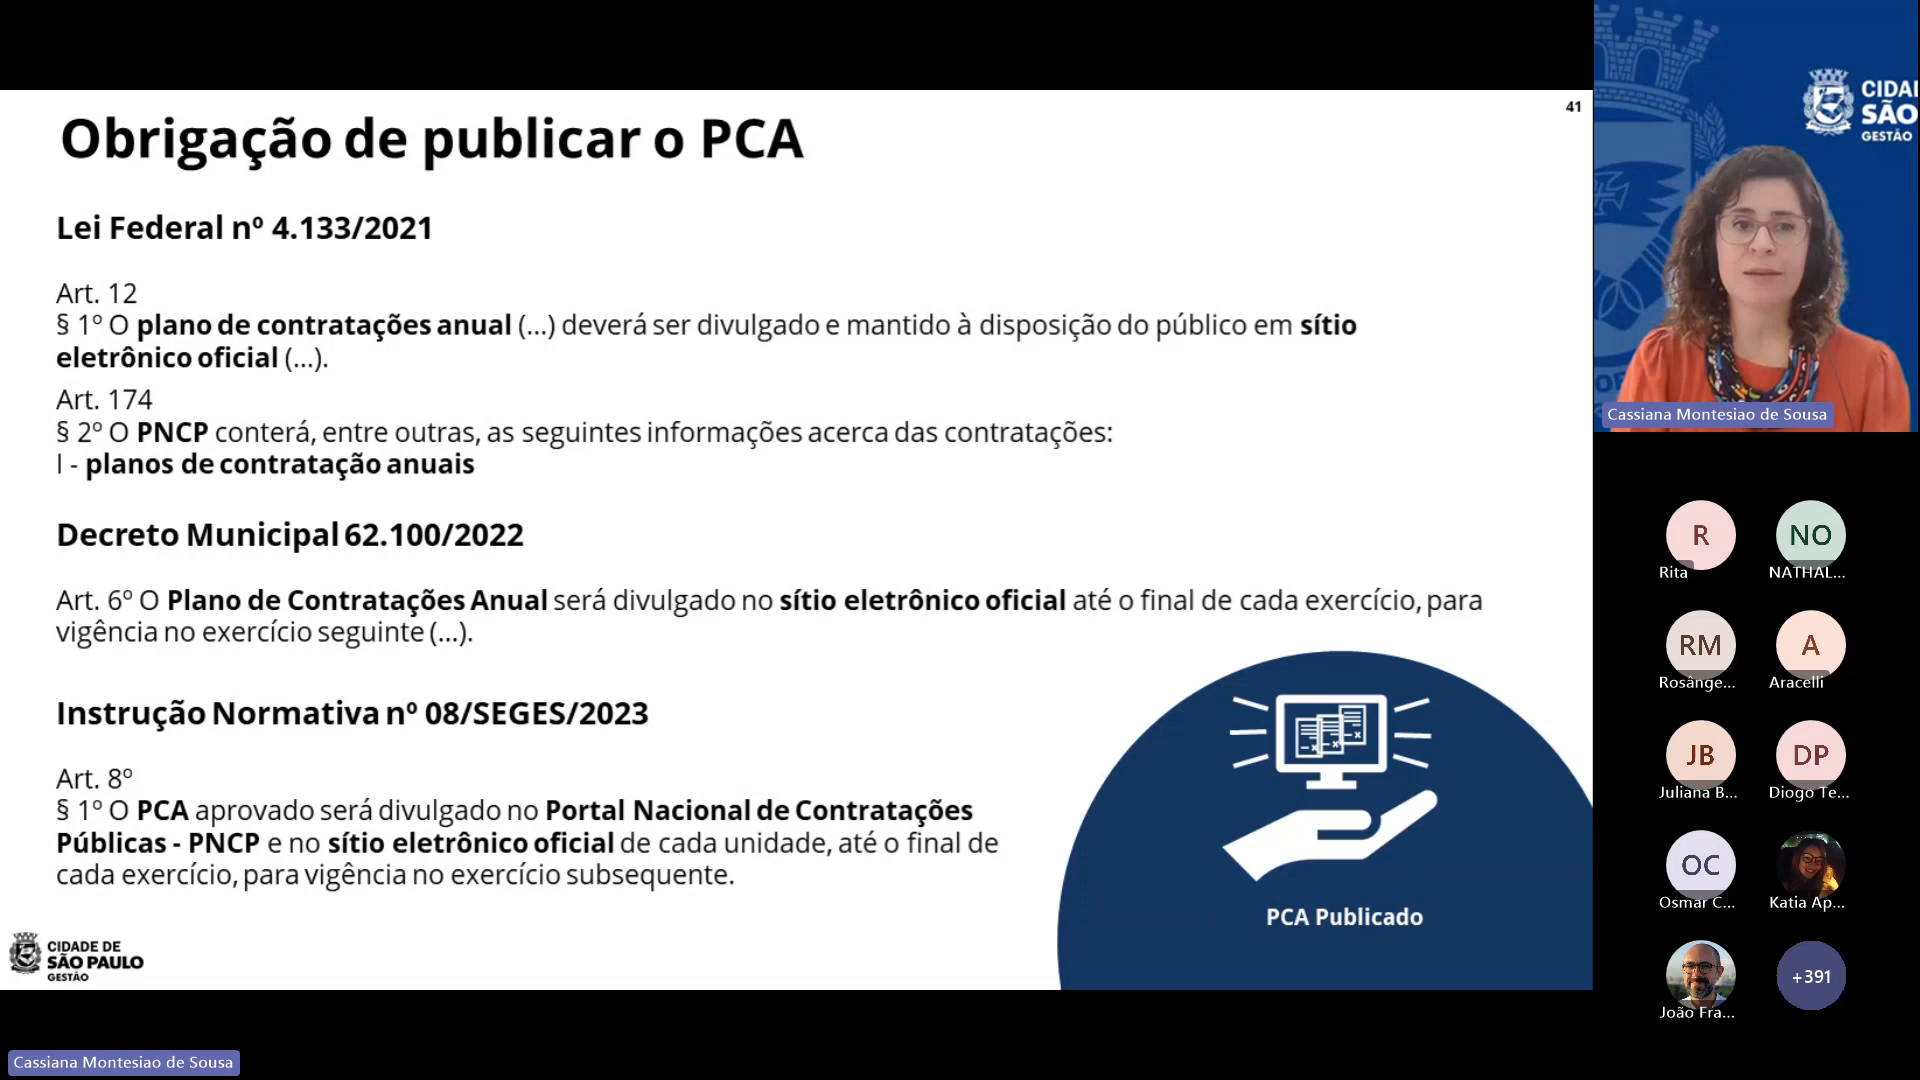 41
Obrigação de publicar o PCA
Lei Federal nº 4.133/2021
Art. 12
§ 1º O plano de contratações anual (...) deverá ser divulgado e mantido à disposição do público em sítio
eletrônico oficial (...).
Art. 174
§ 2º O PNCP conterá, entre outras, as seguintes informações acerca das contratações:
I - planos de contratação anuais
Decreto Municipal 62.100/2022
Art. 6º O Plano de Contratações Anual será divulgado no sítio eletrônico oficial até o final de cada exercício, para
vigência no exercício seguinte (...).
Instrução Normativa nº 08/SEGES/2023
Art. 8º
§ 1º O PCA aprovado será divulgado no Portal Nacional de Contratações
Públicas - PNCP e no sítio eletrônico oficial de cada unidade, até o final de
cada exercício, para vigência no exercício subsequente.
PCA Publicado
CIDADE DE
SÃO PAULO
GESTÃO
Cassiana Montesiao de Sousa
CIDA
SÃO
GESTÃO
Cassiana Montesiao de Sousa
R
Rita
NO
NATHAL...
RM
Rosânge...
A
Aracelli
JB
Juliana B...
DP
Diogo Te...
OC
Osmar C...
Katia Ap...
João Fra...
+391